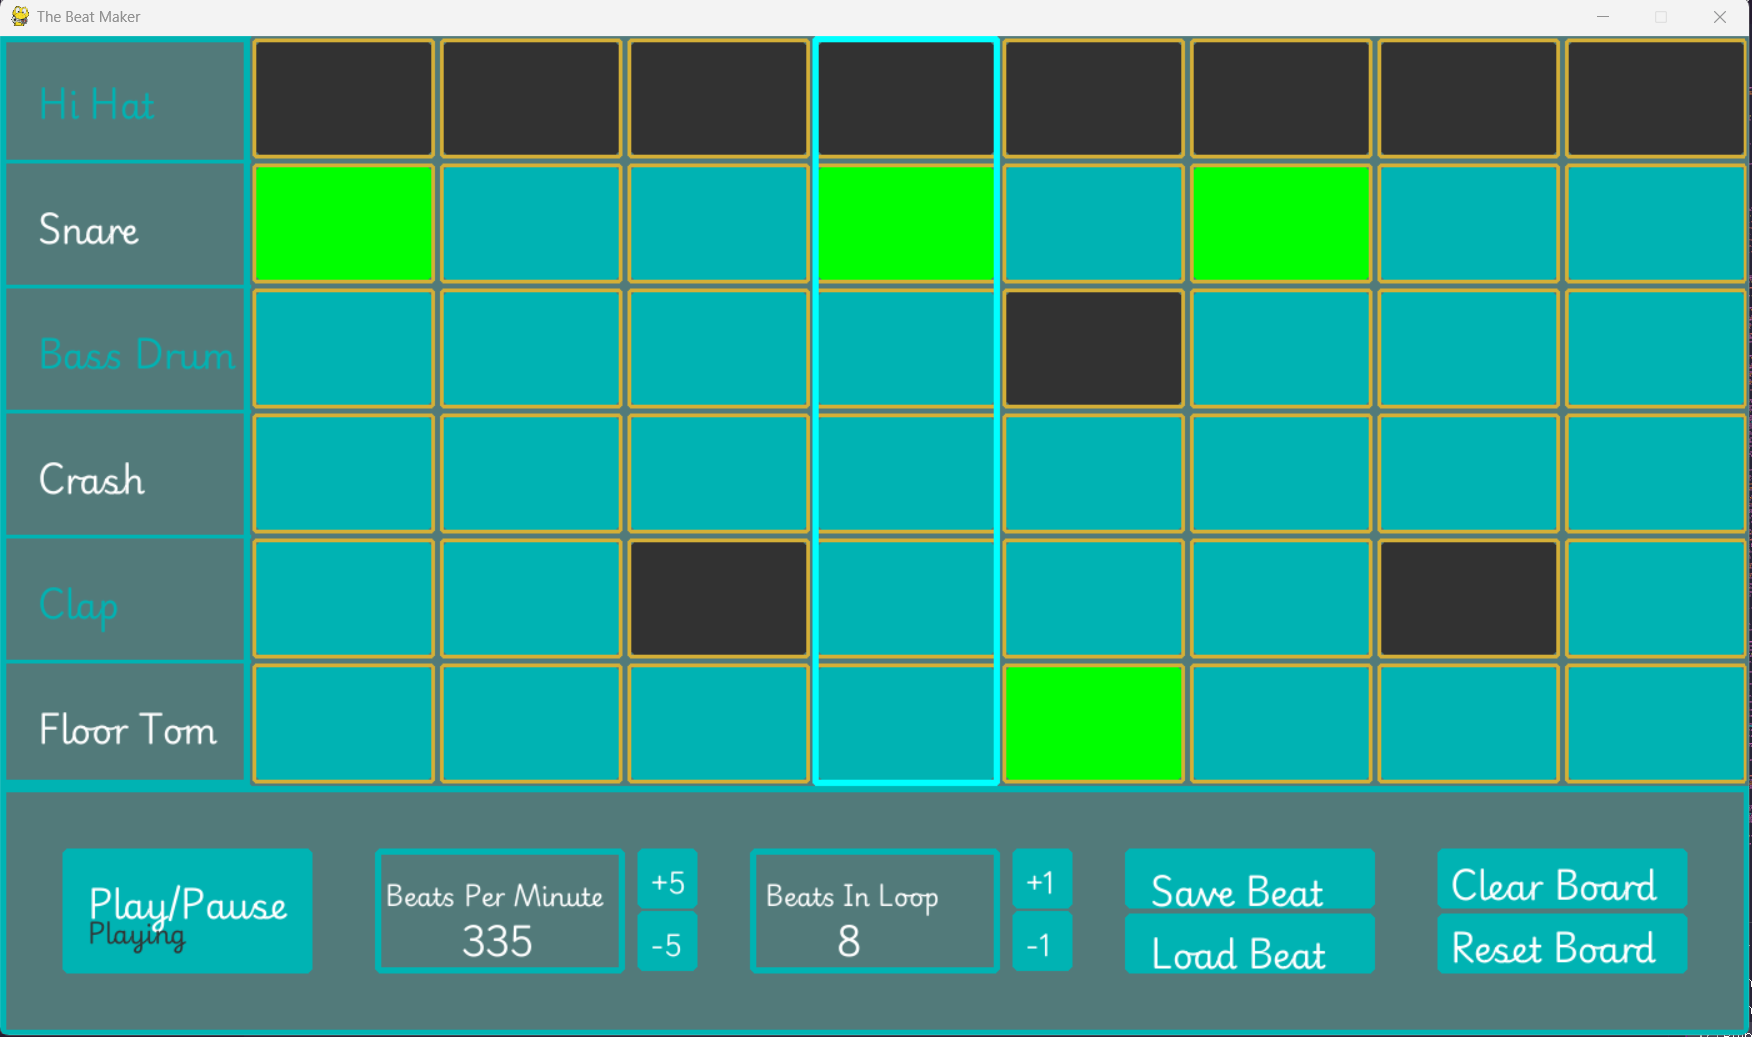 The Beat Maker
Hi Hat
Snare
Bass Drum
Crash
Clap
Floor Tom
Play/Pause
Playing
Beats Per Minute
335
+5
-5
Beats In Loop
8
+1
-1
Save Beat
Load Beat
Clear Board
Reset Board